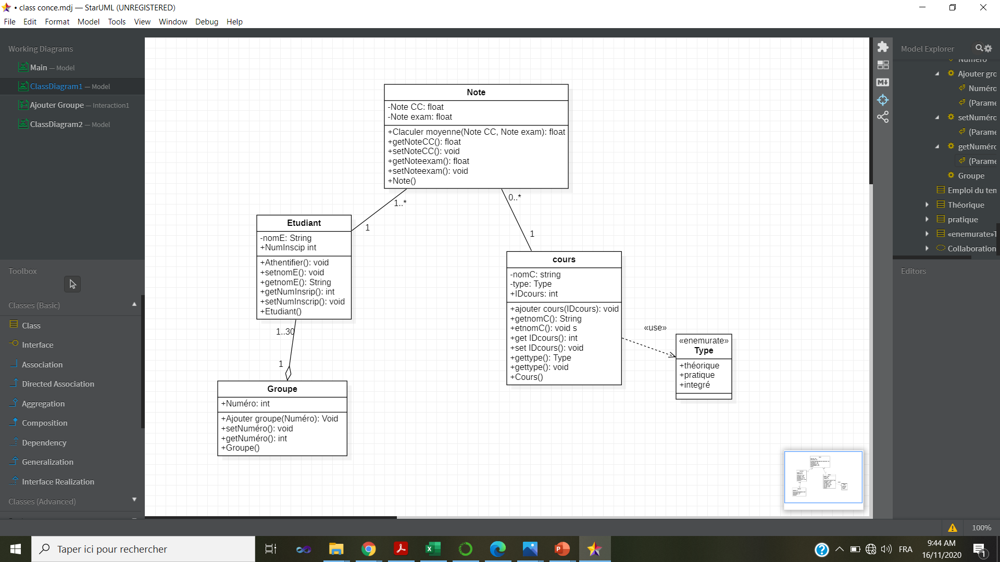 • class conce.mdj — StarUML (UNREGISTERED)
File Edit Format Model Tools View Window Debug Help
Working Diagrams
Main — Model
ClassDiagram1 — Model
Ajouter Groupe — Interaction1
ClassDiagram2 — Model
Toolbox
Classes (Basic)
Class
Interface
Association
Directed Association
Aggregation
Composition
Dependency
Generalization
Interface Realization
Classes (Advanced)
Note
-Note CC: float
-Note exam: float
+Claculer moyenne(Note CC, Note exam): float
+getNoteCC(): float
+setNoteCC(): void
+getNoteexam(): float
+setNoteexam(): void
+Note()
1..*
1
0..*
1
Etudiant
-nomE: String
+NumInscip int
+Athentifier(): void
+setnomE(): void
+getnomE(): String
+getNumInsrip(): int
+setNumInscrip(): void
+Etudiant()
1..30
1
Groupe
+Numéro: int
+Ajouter groupe(Numéro): Void
+setNuméro(): void
+getNuméro(): int
+Groupe()
cours
-nomC: string
-type: Type
+IDcours: int
+ajouter cours(IDcours): void
+getnomC(): String
+etnomC(): void s
+get IDcours(): int
+set IDcours(): void
+gettype(): Type
+gettype(): void
+Cours()
«use»
«enemurate»
Type
+théorique
+pratique
+integré
Model Explorer
Numéro
Ajouter gro
Numéro
(Parame
setNuméro
(Parame
getNuméro
(Parame
Groupe
Emploi du ten
Théorique
pratique
«enemurate»T
Collaboration
Editors
100%
Taper ici pour rechercher
FRA
9:44 AM
16/11/2020
1